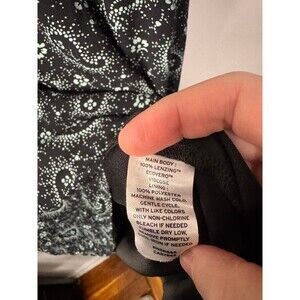 MAIN BODY:
100% LENZING™
ECOVERO™
VISCOSE
LINING:
100% POLYESTER
MACHINE WASH COLD,
GENTLE CYCLE,
WITH LIKE COLORS
ONLY NON-CHLORINE
BLEACH IF NEEDED
TUMBLE DRY LOW,
REMOVE PROMPTLY
IRON IF NEEDED